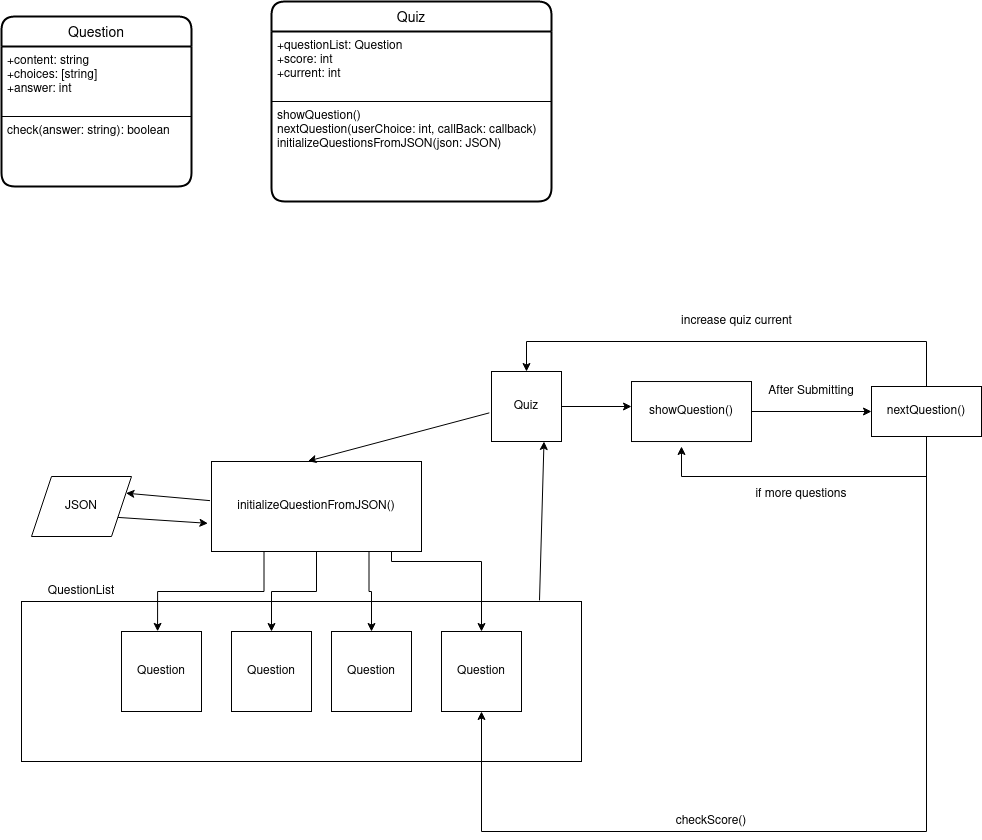 Question
+content: string
+choices: [string]
+answer: int
check(answer: string): boolean
Quiz
+questionList: Question
+score: int
+current: int
showQuestion()
nextQuestion(userChoice: int, callBack: callback)
initializeQuestionsFromJSON(json: JSON)
increase quiz current
Quiz
showQuestion()
After Submitting
nextQuestion()
if more questions
JSON
initializeQuestionFromJSON()
QuestionList
Question
Question
Question
Question
checkScore()